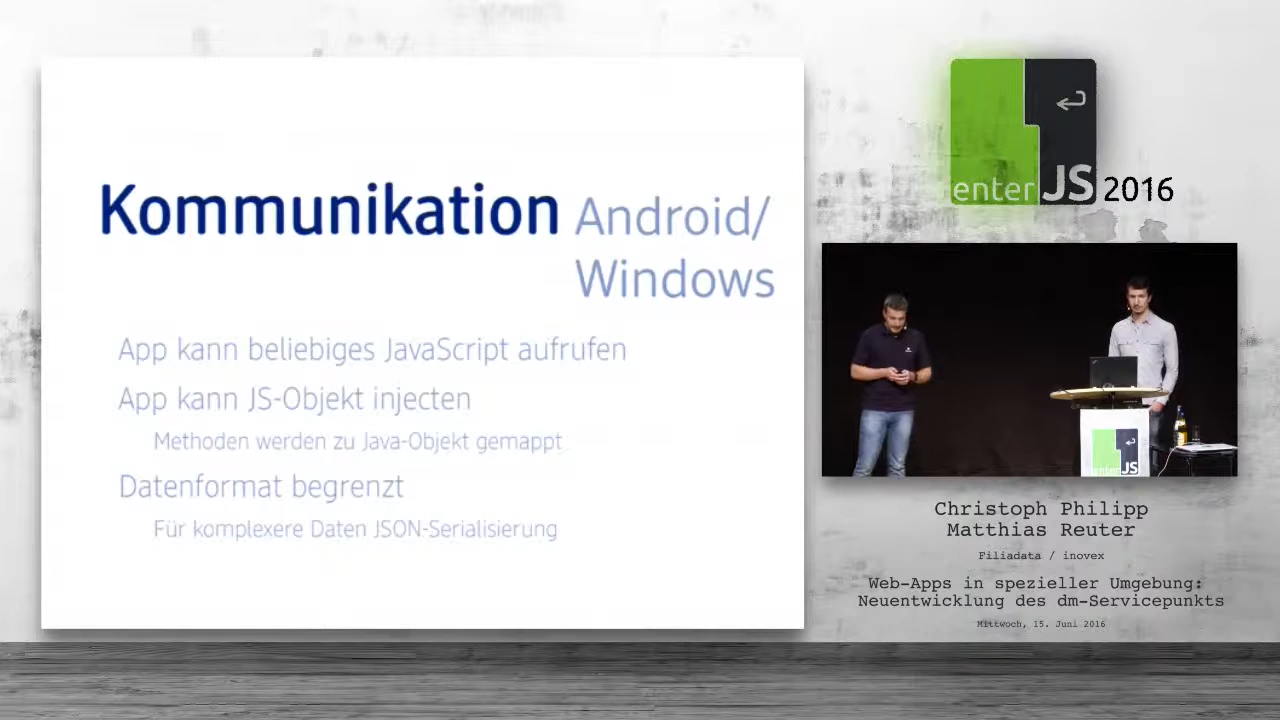 Kommunikation Android/
Windows
App kann beliebiges JavaScript aufrufen
App kann JS-Objekt injecten
Methoden werden zu Java-Objekt gemappt
Datenformat begrenzt
Für komplexere Daten JSON-Serialisierung
enter JS 2016
enter JS
Christoph Philipp
Matthias Reuter
Filiadata / inovex
Web-Apps in spezieller Umgebung:
Neuentwicklung des dm-Servicepunkts
Mittwoch, 15. Juni 2016